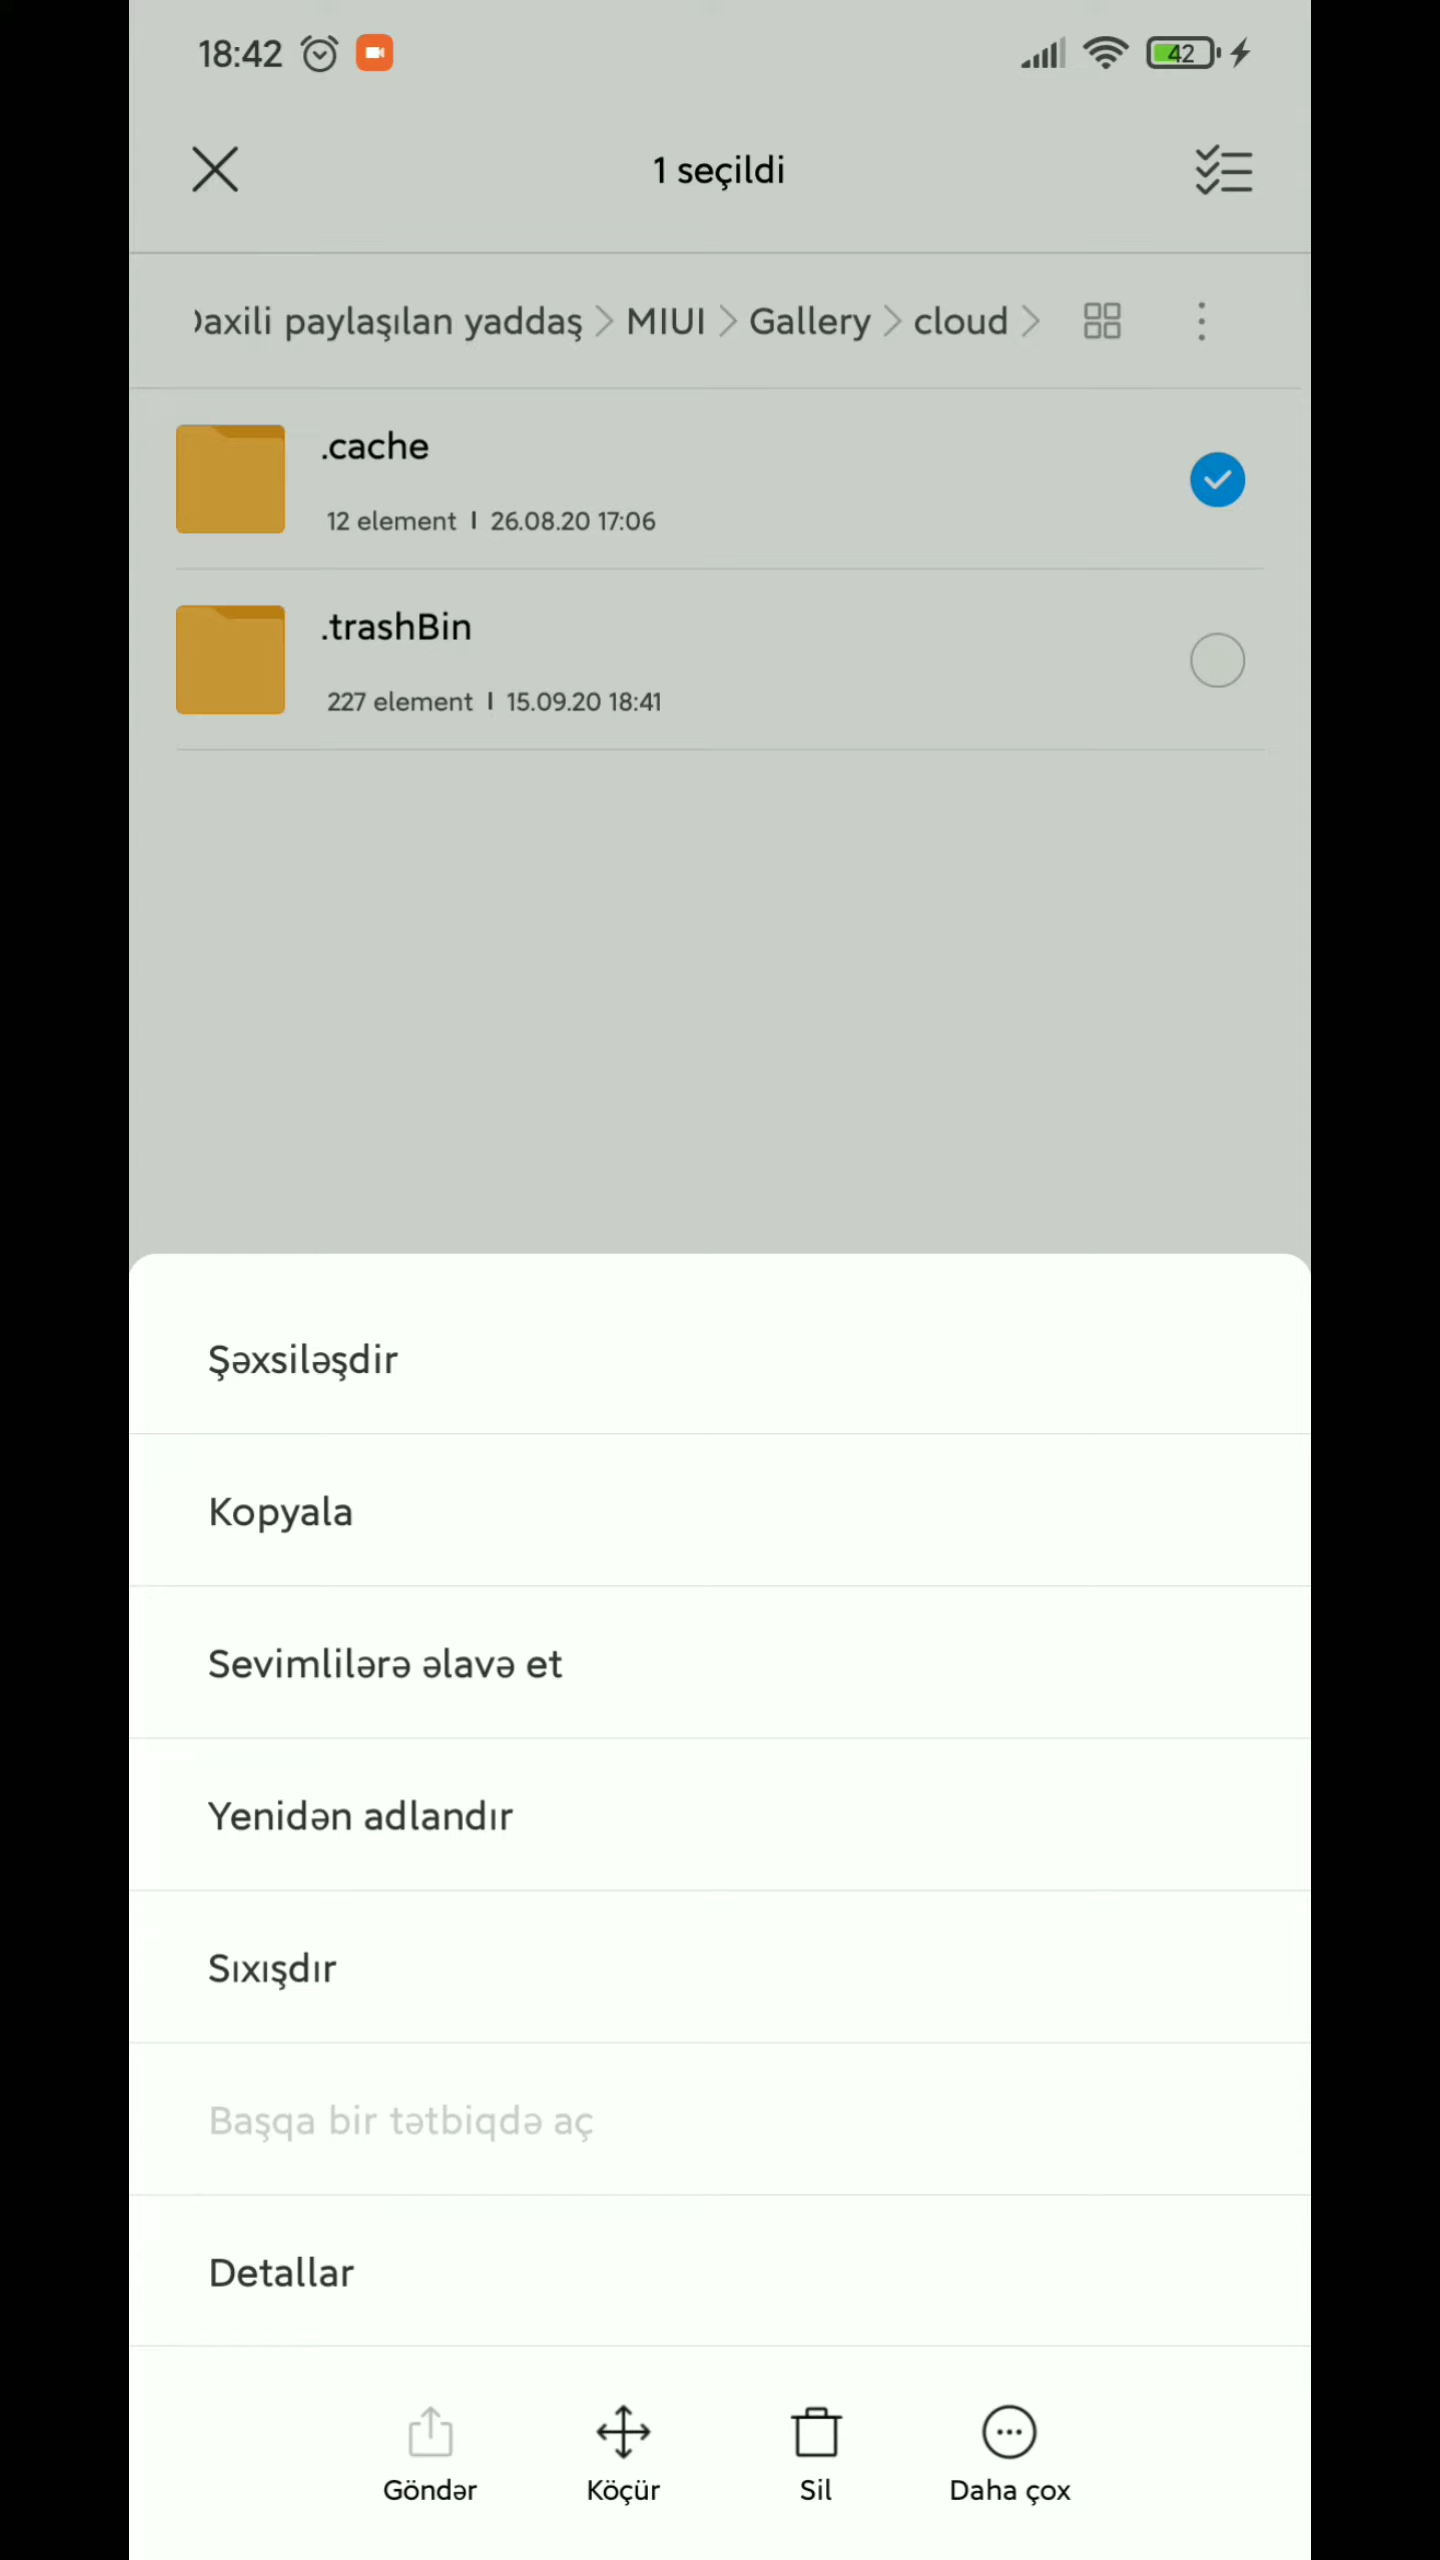 18:42 42
1 seçildi
axili paylaşılan yaddaş > MIUI > Gallery > cloud >
.cache
12 element | 26.08.20 17:06
.trashBin
227 element | 15.09.20 18:41
Şəxsiləşdir
Kopyala
Sevimlilərə əlavə et
Yenidən adlandır
Sıxışdır
Başqa bir tətbiqdə aç
Detallar
Göndər Köçür Sil Daha çox